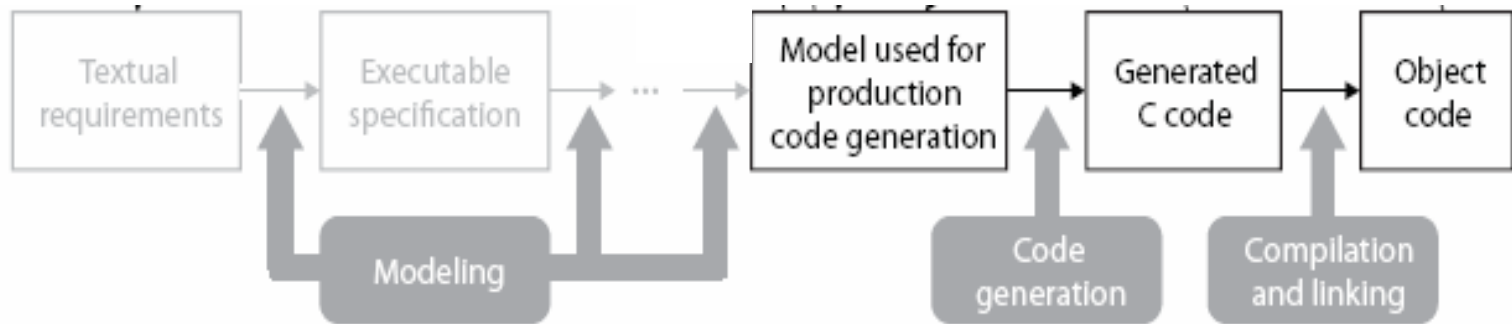 Textual
requirements
Executable
specification
...
Model used for
production
code generation
Generated
C code
Object
code
Modeling
Code
generation
Compilation
and linking